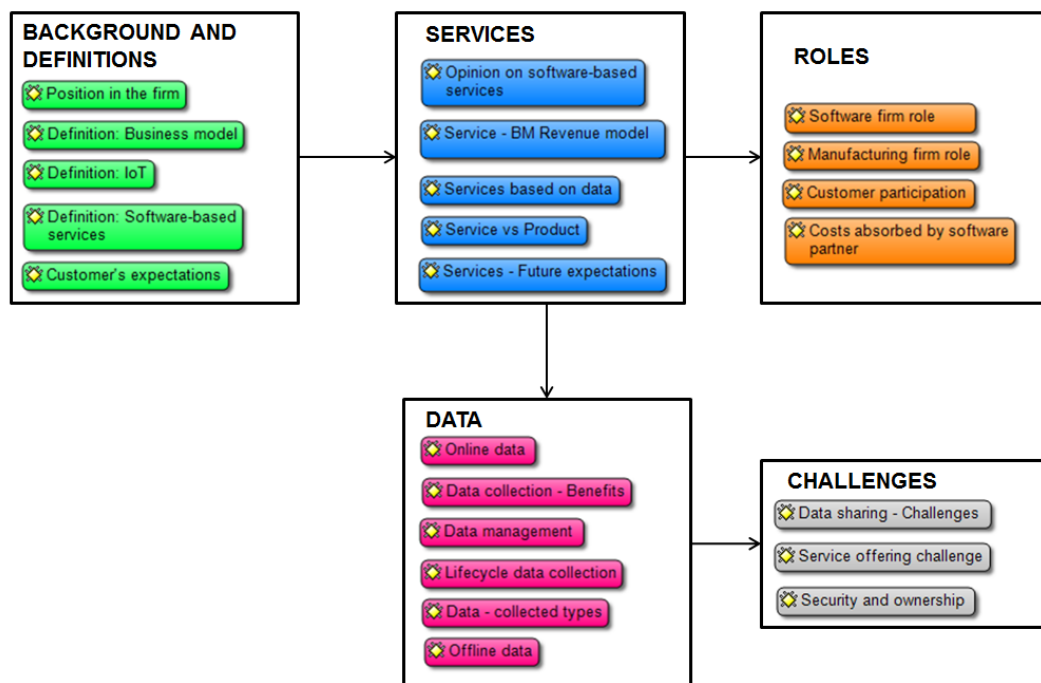 BACKGROUND AND
DEFINITIONS
Position in the firm
Definition: Business model
Definition: IoT
Definition: Software-based
services
Customer's expectations
SERVICES
Opinion on software-based
services
Service - BM Revenue model
Services based on data
Service vs Product
Services - Future expectations
ROLES
Software firm role
Manufacturing firm role
Customer participation
Costs absorbed by software
partner
DATA
Online data
Data collection - Benefits
Data management
Lifecycle data collection
Data - collected types
Offline data
CHALLENGES
Data sharing - Challenges
Service offering challenge
Security and ownership